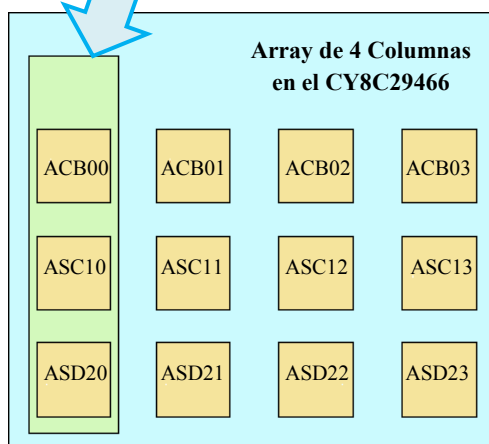 Array de 4 Columnas
en el CY8C29466
ACB00 ACB01 ACB02 ACB03
ASC10 ASC11 ASC12 ASC13
ASD20 ASD21 ASD22 ASD23